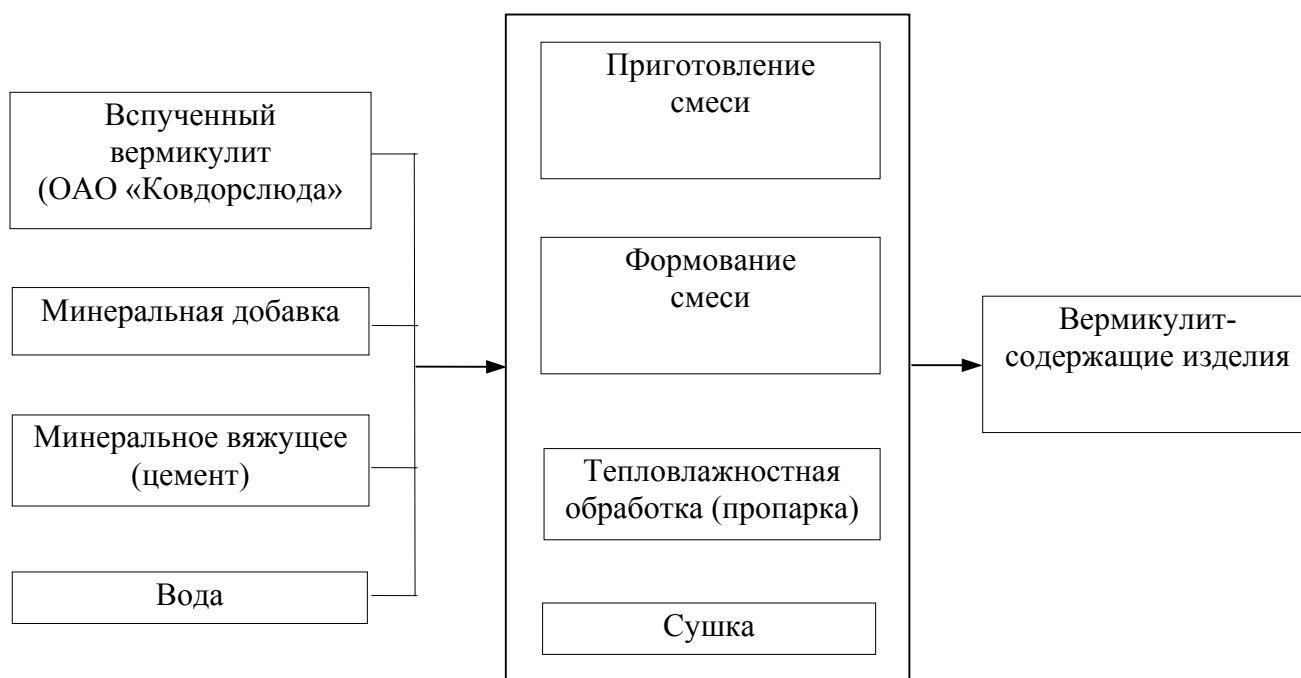 Вспученный
вермикулит
(ОАО «Ковдорслюда»
Минеральная добавка
Минеральное вяжущее
(цемент)
Вода
Приготовление
смеси
Формование
смеси
Тепловлажностная
обработка (пропарка)
Сушка
Вермикулит-
содержащие изделия